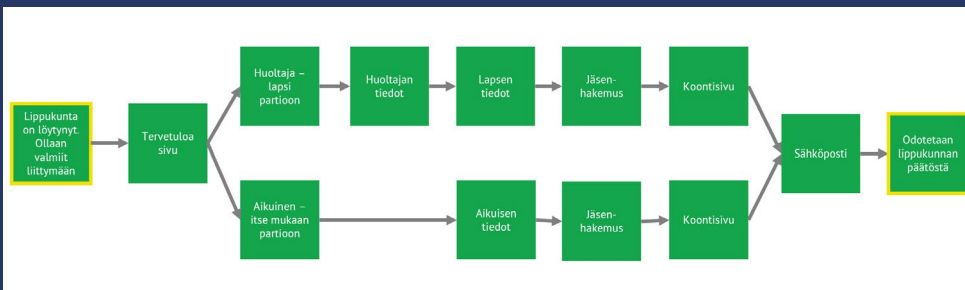 Lippukunta
on löytynyt.
Ollaan
valmiit
liittymään
Tervetuloa
sivu
Huoltaja –
lapsi
partioon
Huoltajan
tiedot
Lapsen
tiedot
Jäsen-
hakemus
Koontisivu
Aikuinen –
itse mukaan
partioon
Aikuisen
tiedot
Jäsen-
hakemus
Koontisivu
Sähköposti
Odotetaan
lippukunnan
päätöstä